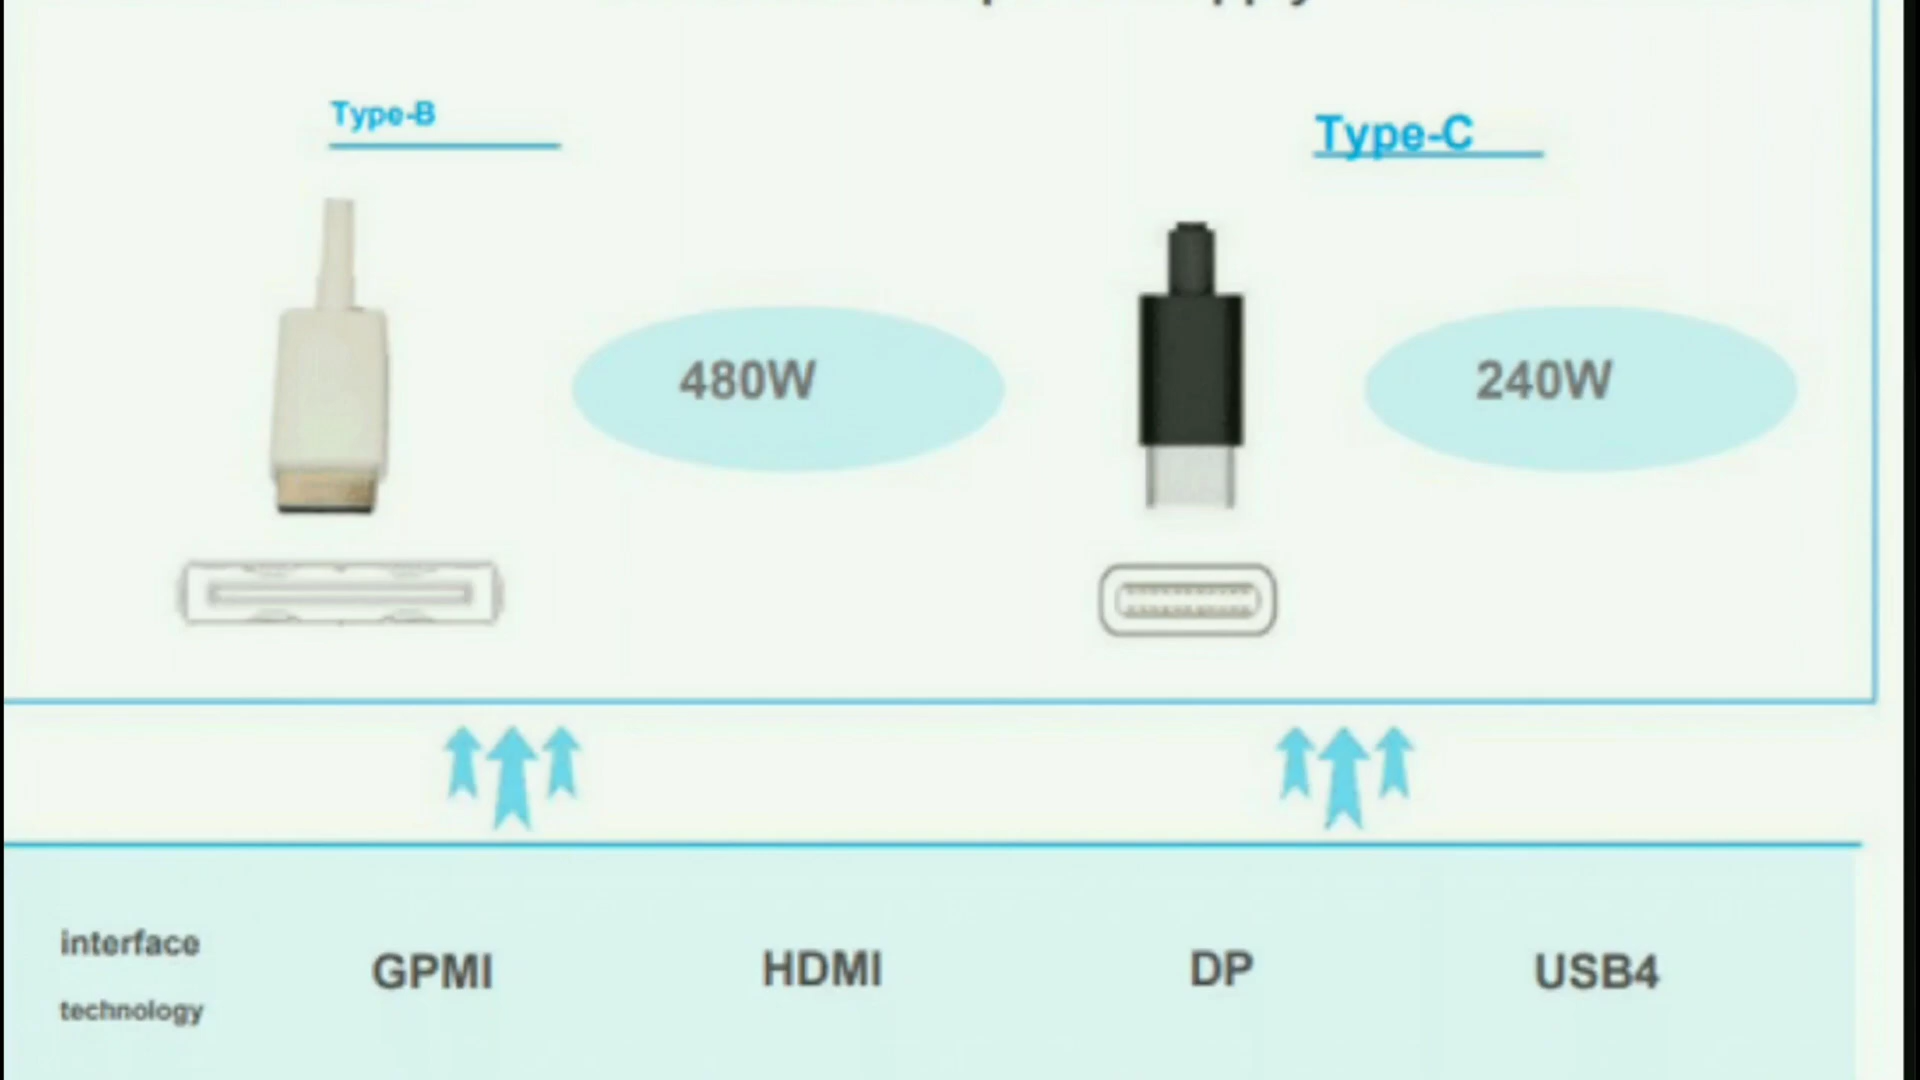 Type-B
Type-C
480W
240W
interface
technology
GPMI
HDMI
DP
USB4